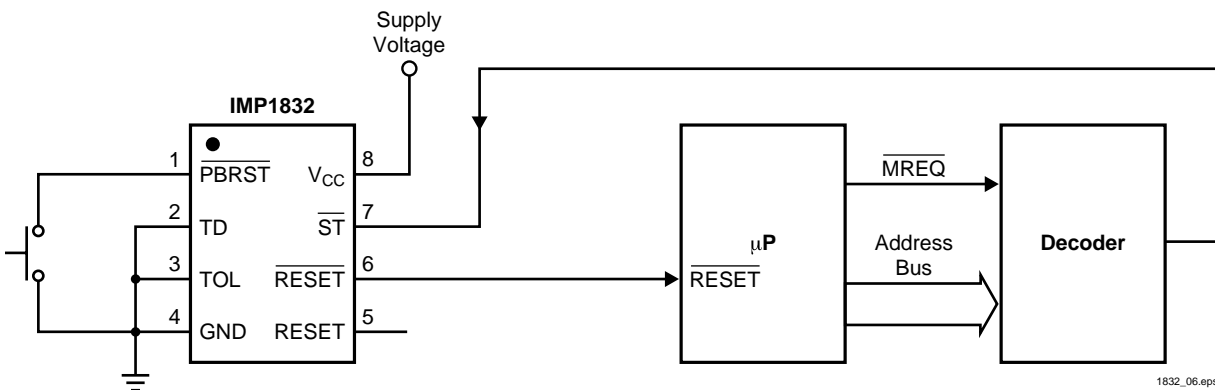 Supply
Voltage
IMP1832
1
PBRST
VCC
8
2
TD
ST
7
3
TOL
RESET
6
4
GND
RESET
5
μP
RESET
MREQ
Address
Bus
Decoder
1832_06.eps